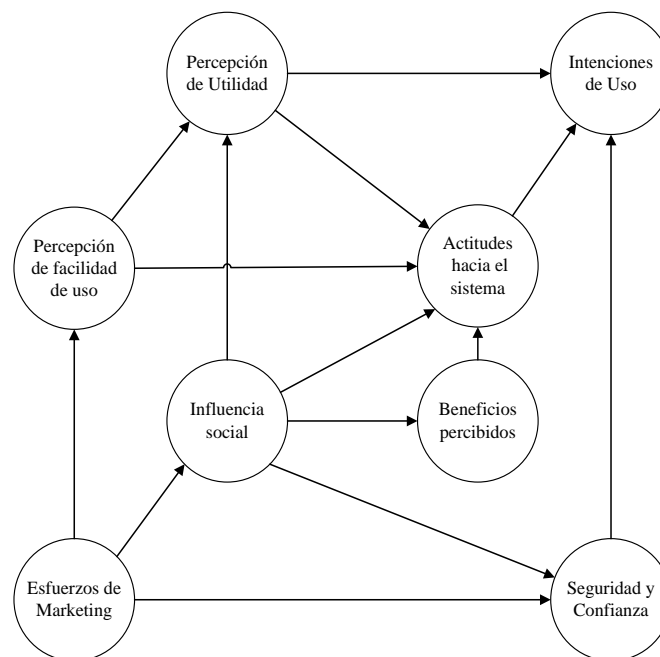 Percepción
de Utilidad
Intenciones
de Uso
Percepción
de facilidad
de uso
Actitudes
hacia el
sistema
Influencia
social
Beneficios
percibidos
Esfuerzos de
Marketing
Seguridad y
Confianza